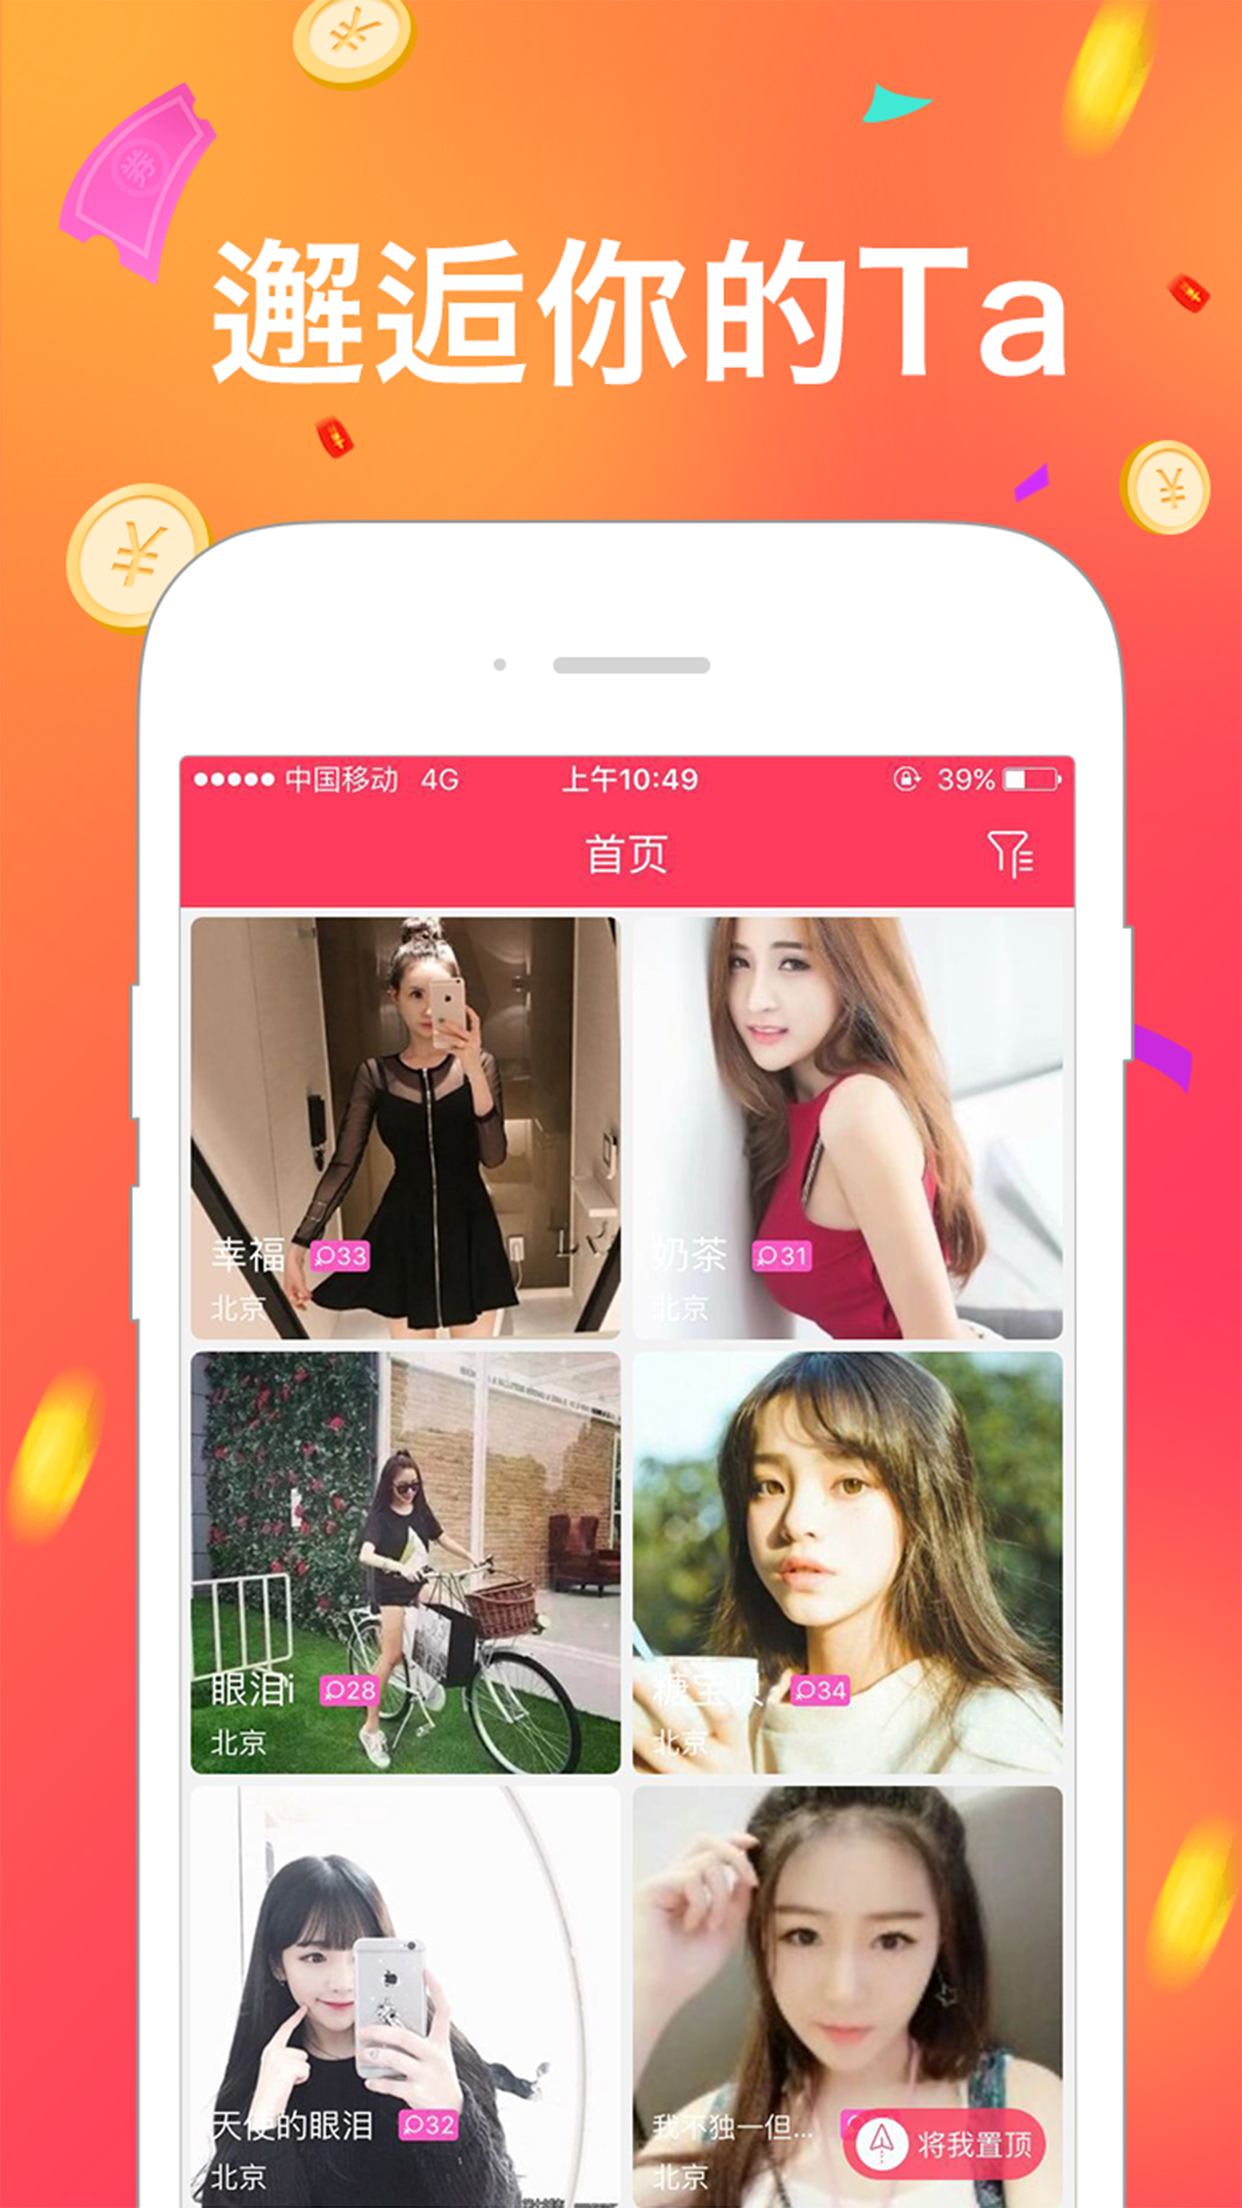 券
邂逅你的Ta
中国移动 4G 上午10:49 39%
首页
幸福 33
北京
奶茶 31
北京
眼泪i 28
北京
糖宝贝 34
北京
天使的眼泪 32
北京
我不独一但...
北京
将我置顶